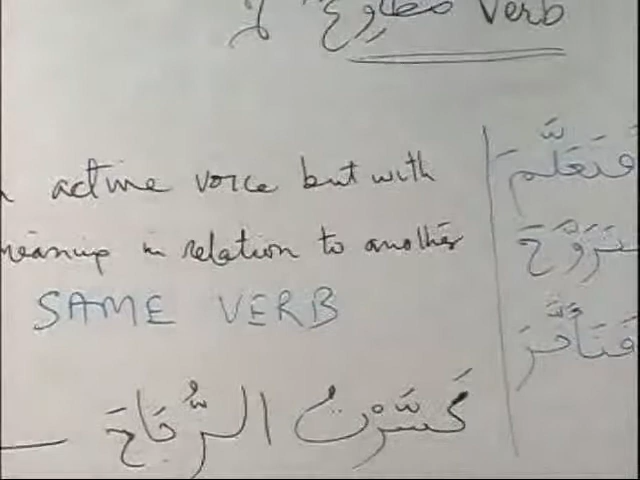 مطاوع verb
active voice but with
meaning in relation to another
SAME VERB
كَسَّرْتُ الزُّجَاجَ
فَتَعَلَّمَ
فَتَأَخَّرَ